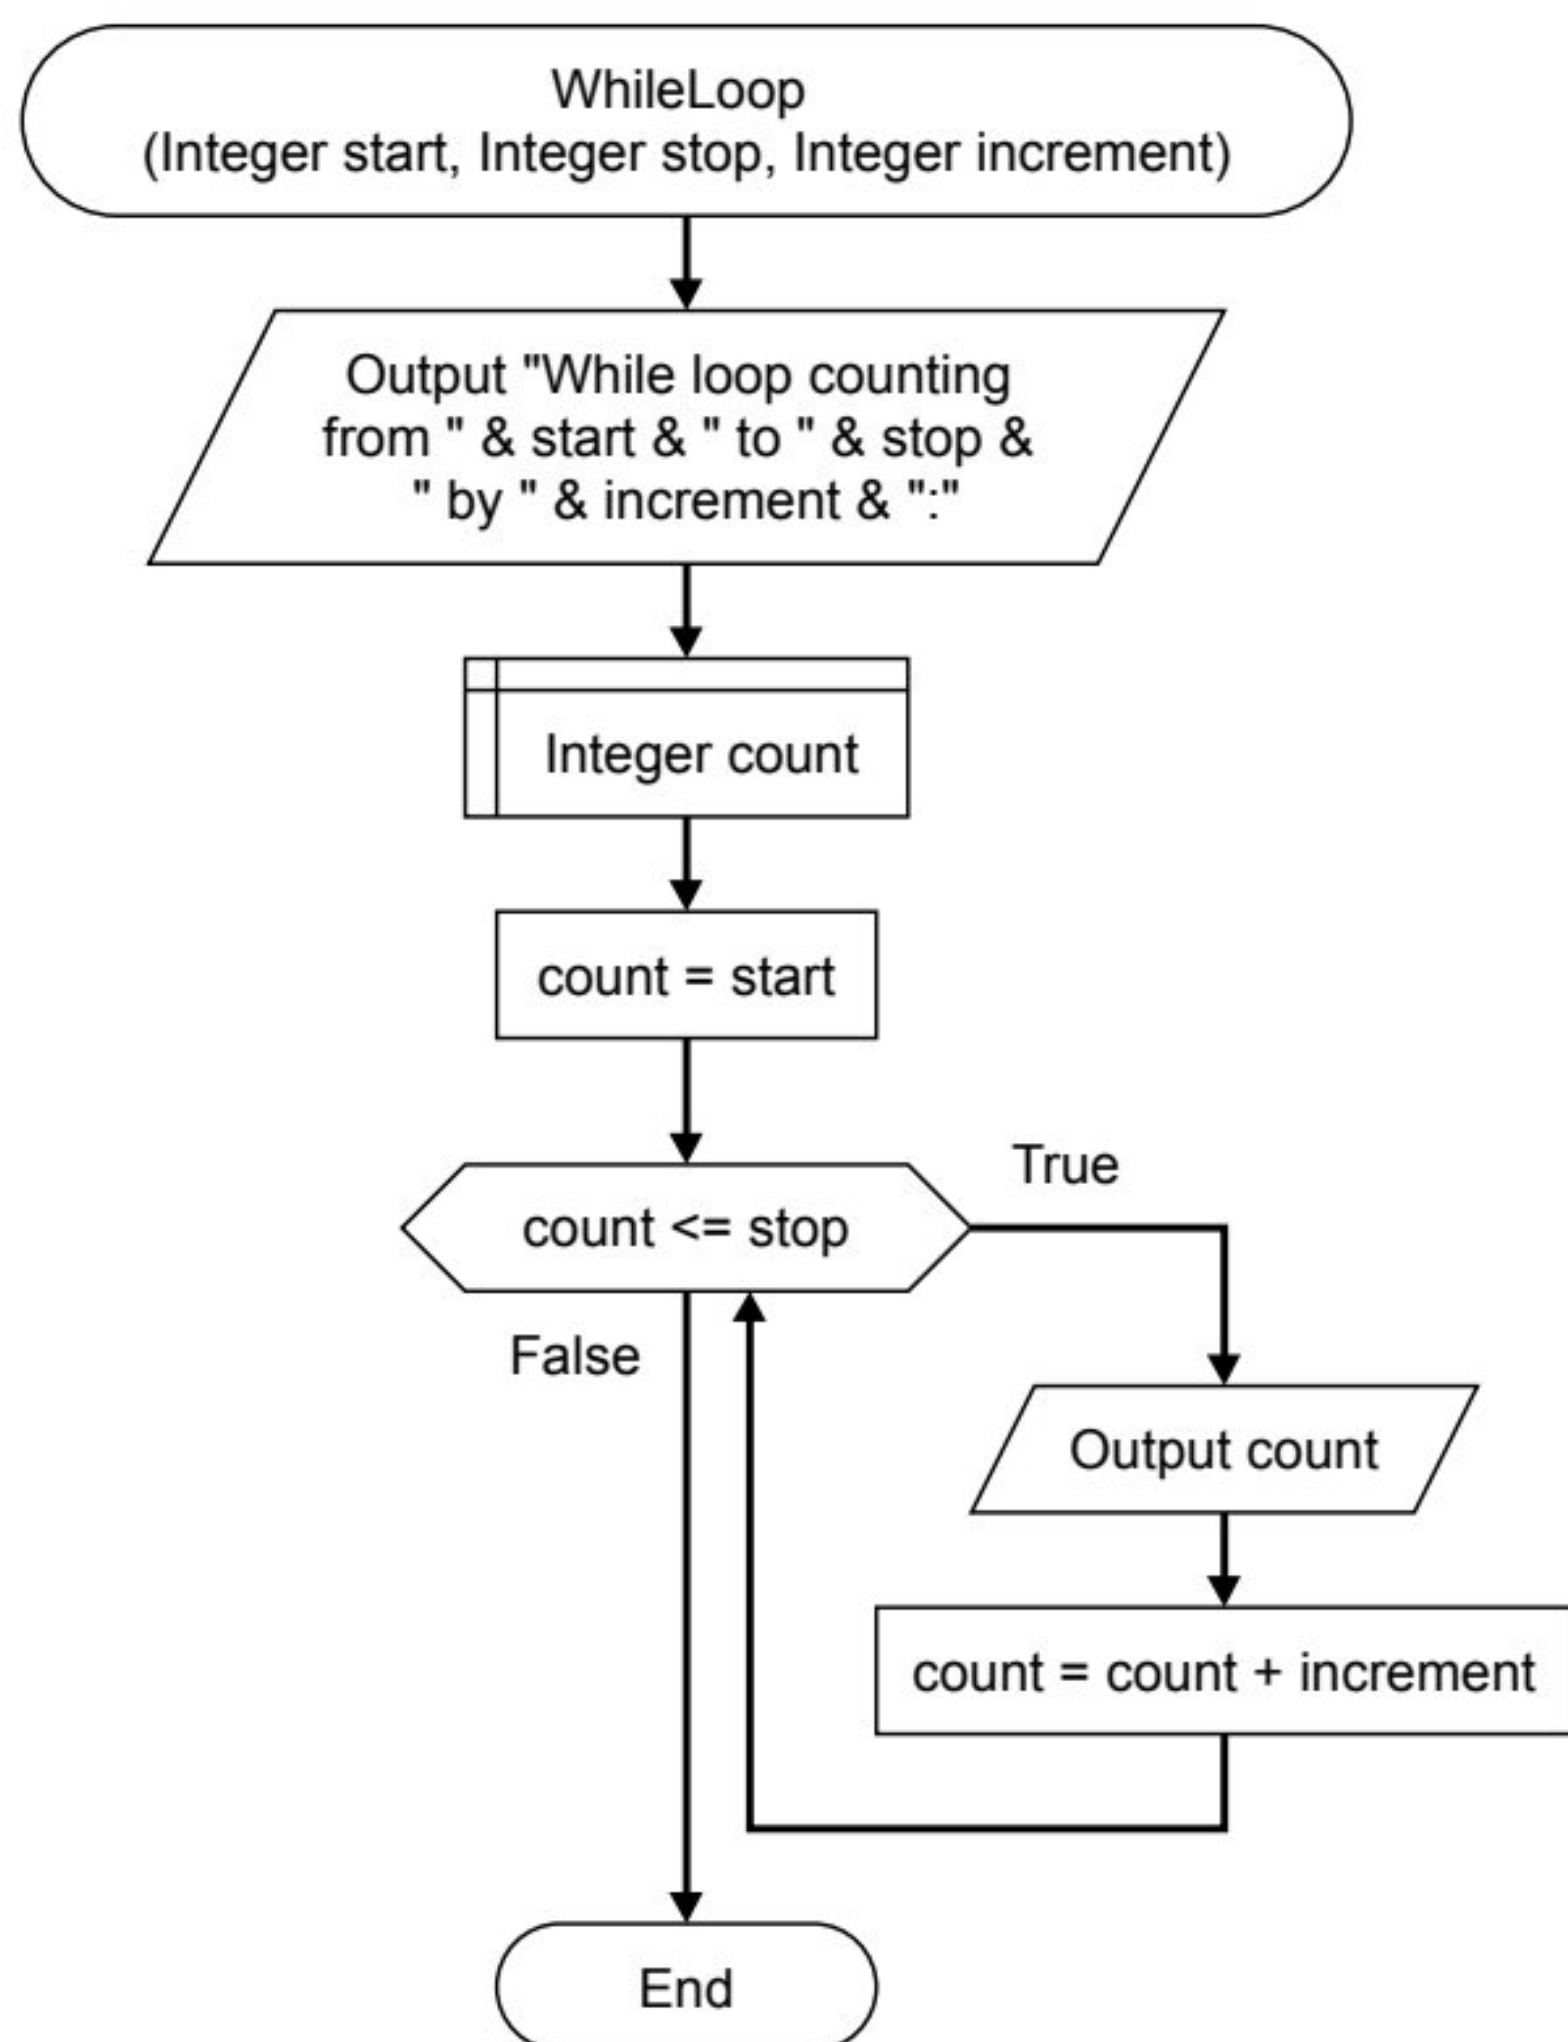 WhileLoop
(Integer start, Integer stop, Integer increment)
Output "While loop counting
from " & start & " to " & stop &
" by " & increment & ":"
Integer count
count = start
count <= stop
True
False
Output count
count = count + increment
End